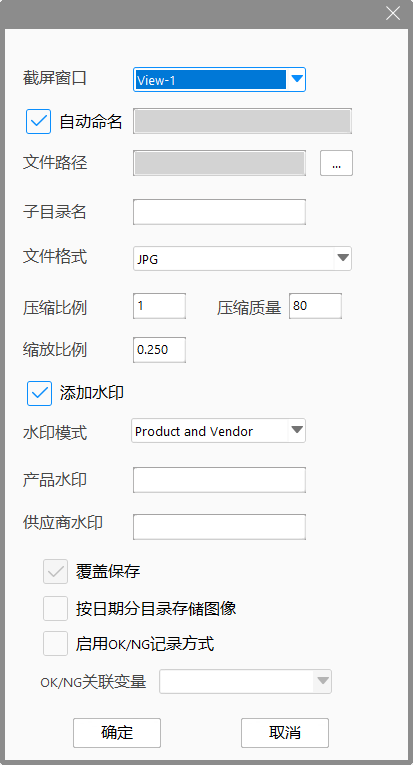 截屏窗口 View-1
自动命名
文件路径 ...
子目录名
文件格式 JPG
压缩比例 1 压缩质量 80
缩放比例 0.250
添加水印
水印模式 Product and Vendor
产品水印
供应商水印
覆盖保存
按日期分目录存储图像
启用OK/NG记录方式
OK/NG关联变量
确定 取消